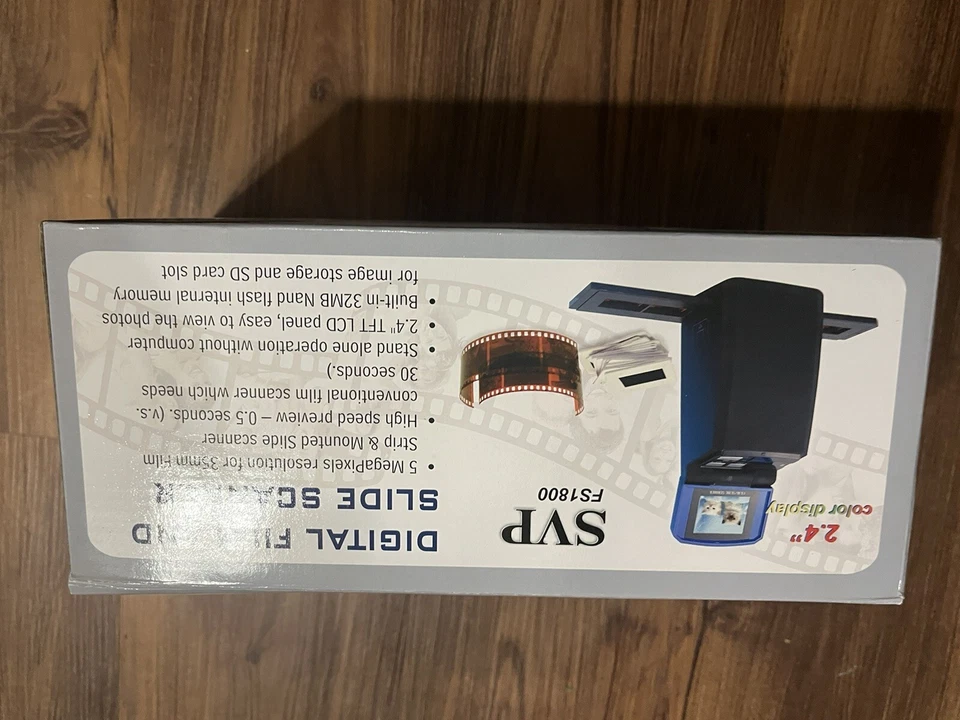 2.4”
color display
SVP
FS1800
DIGITAL
SLIDE
• 5 MegaPixels resolution for 35mm Film
Strip & Mounted Slide scanner
• High speed preview – 0.5 seconds. (v.s.
conventional film scanner which needs
30 seconds.)
• Stand alone operation without computer
• 2.4" TFT LCD panel, easy to view the photos
• Built-in 32MB Nand flash internal memory
for image storage and SD card slot